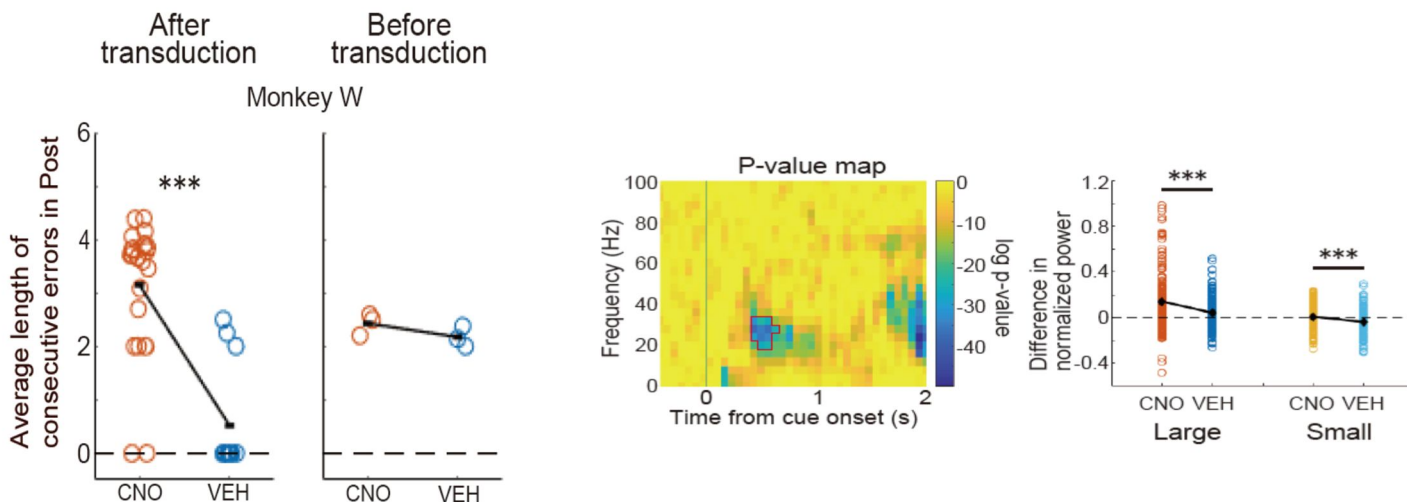 After
transduction
Before
transduction
Monkey W
Average length of
consecutive errors in Post
6
4
2
0
***
CNO
VEH
CNO
VEH
P-value map
Frequency (Hz)
100
80
60
40
20
0
0
1
2
Time from cue onset (s)
0
-10
-20
-30
-40
log p-value
Difference in
normalized power
1.2
0.8
0.4
0
-0.4
***
***
CNO VEH
CNO VEH
Large
Small